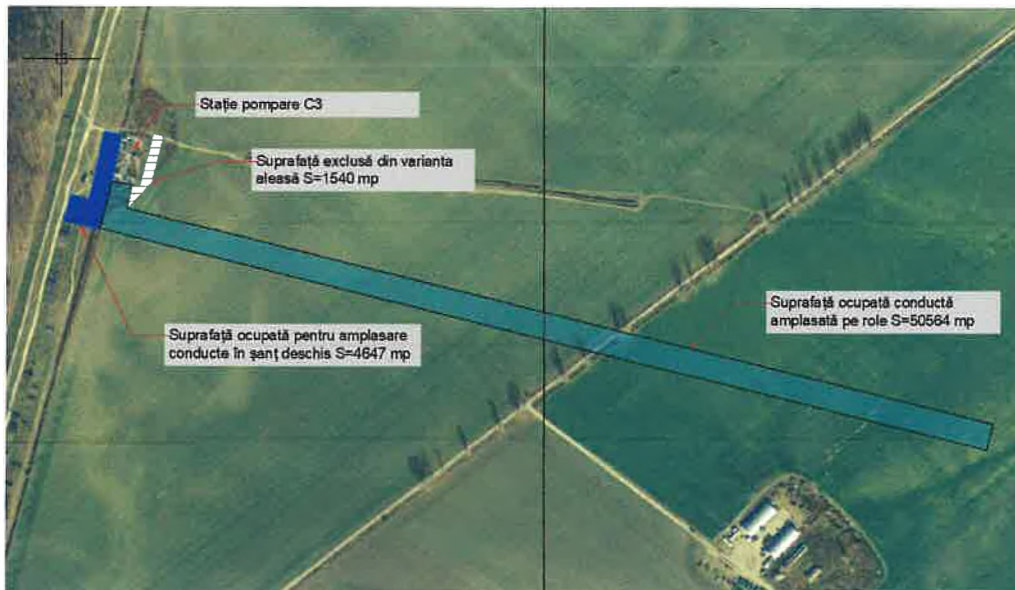 Stație pompare C3
Suprafață exclusă din varianta
aleasă S=1540 mp
Suprafață ocupată conductă
amplasată pe role S=50564 mp
Suprafață ocupată pentru amplasare
conducte în șanț deschis S=4647 mp